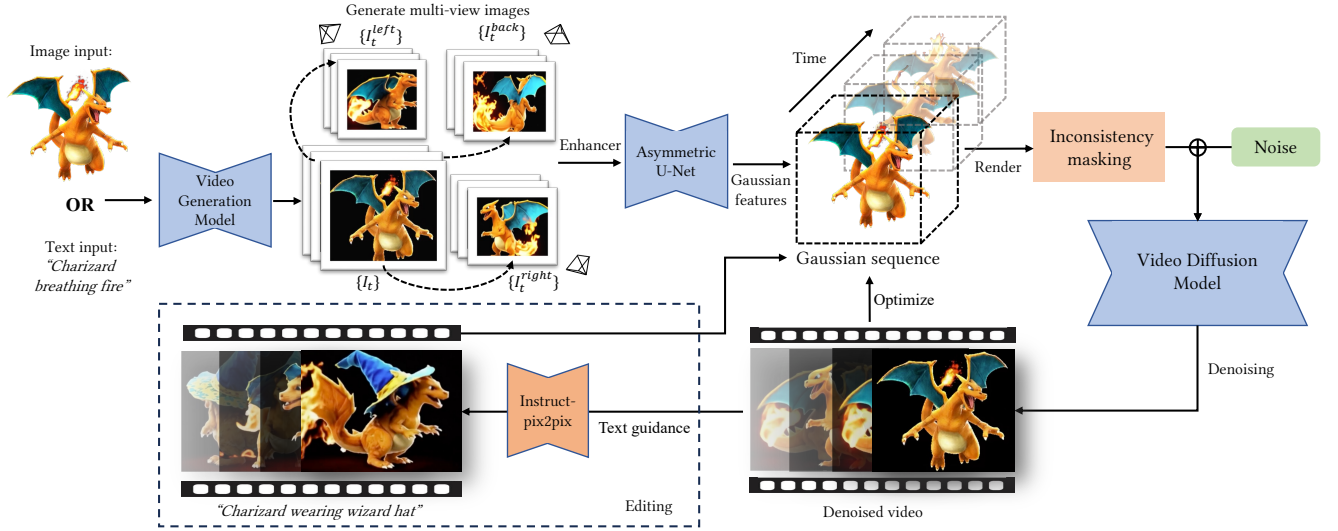 Generate multi-view images
{I_t^{left}}
{I_t^{back}}
Image input:
OR
Text input:
“Charizard
breathing fire”
Video
Generation
Model
{I_t}
{I_t^{right}}
Enhancer
Asymmetric
U-Net
Gaussian
features
Time
Gaussian sequence
Render
Inconsistency
masking
Noise
Video Diffusion
Model
Denoising
Optimize
Denoised video
Text guidance
Instruct-
pix2pix
“Charizard wearing wizard hat”
Editing